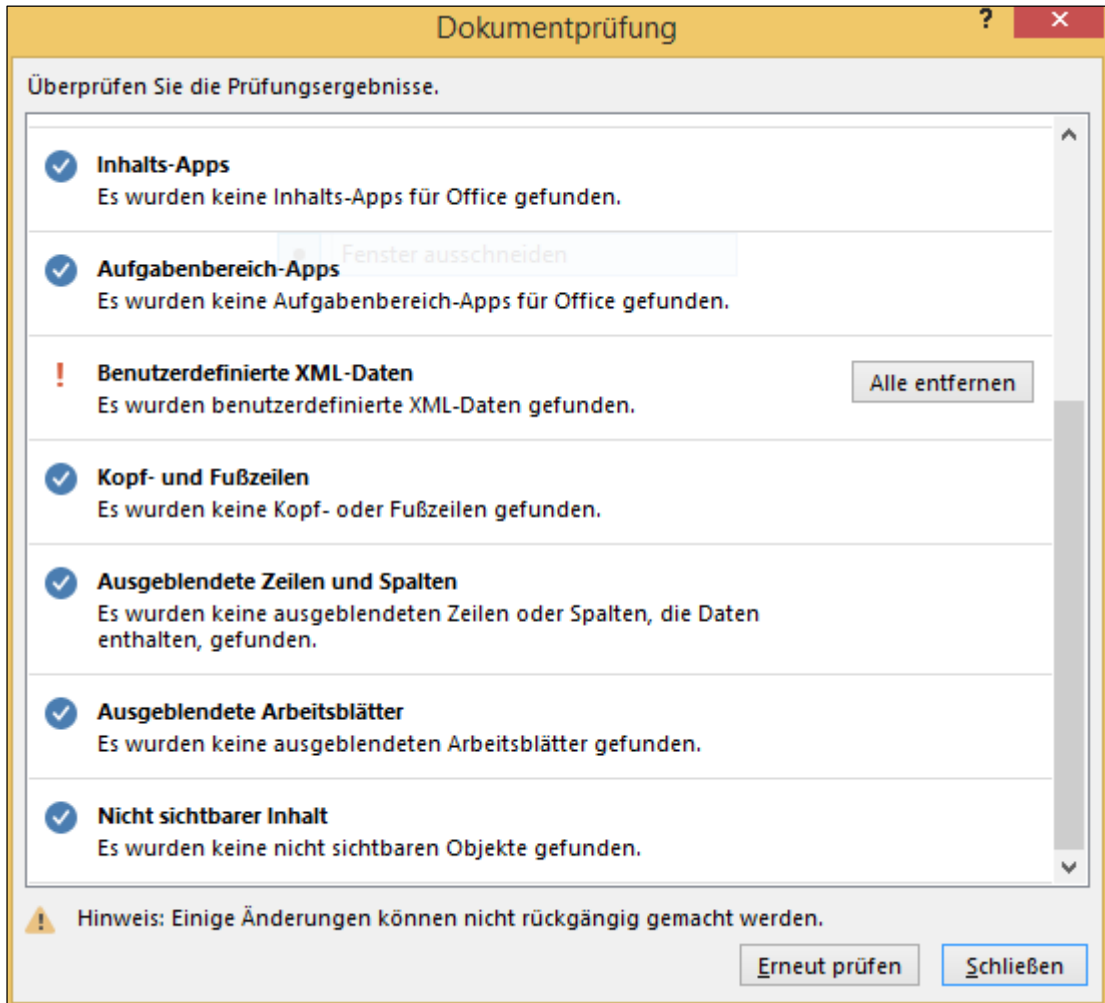 Dokumentprüfung
?
Überprüfen Sie die Prüfungsergebnisse.
Inhalts-Apps
Es wurden keine Inhalts-Apps für Office gefunden.
Fenster ausschneiden
Aufgabenbereich-Apps
Es wurden keine Aufgabenbereich-Apps für Office gefunden.
! Benutzerdefinierte XML-Daten
Es wurden benutzerdefinierte XML-Daten gefunden.
Alle entfernen
Kopf- und Fußzeilen
Es wurden keine Kopf- oder Fußzeilen gefunden.
Ausgeblendete Zeilen und Spalten
Es wurden keine ausgeblendeten Zeilen oder Spalten, die Daten
enthalten, gefunden.
Ausgeblendete Arbeitsblätter
Es wurden keine ausgeblendeten Arbeitsblätter gefunden.
Nicht sichtbarer Inhalt
Es wurden keine nicht sichtbaren Objekte gefunden.
Hinweis: Einige Änderungen können nicht rückgängig gemacht werden.
Erneut prüfen
Schließen